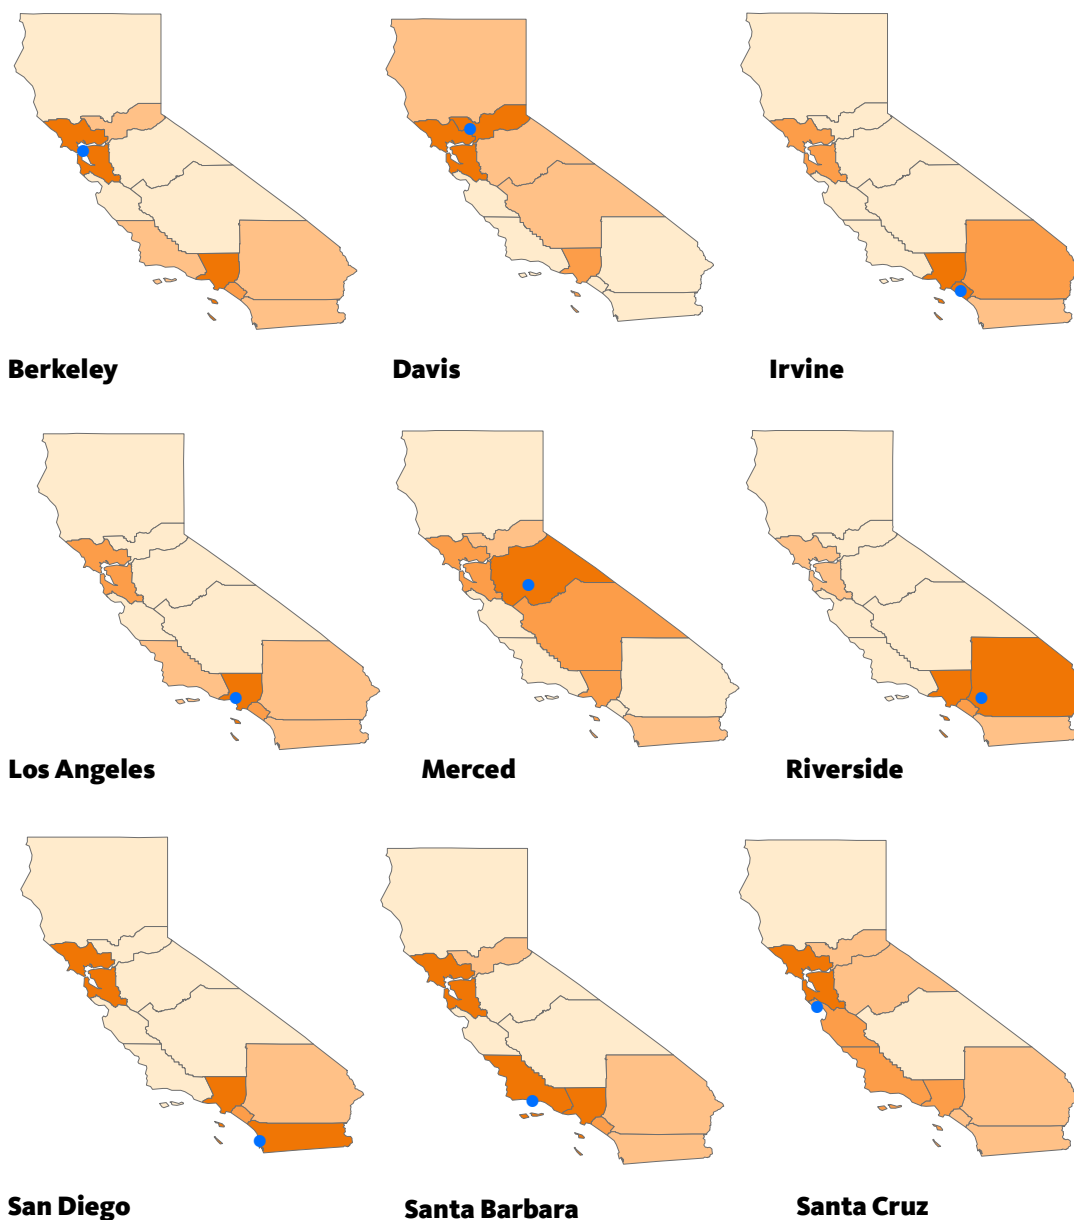 Berkeley
Davis
Irvine
Los Angeles
Merced
Riverside
San Diego
Santa Barbara
Santa Cruz